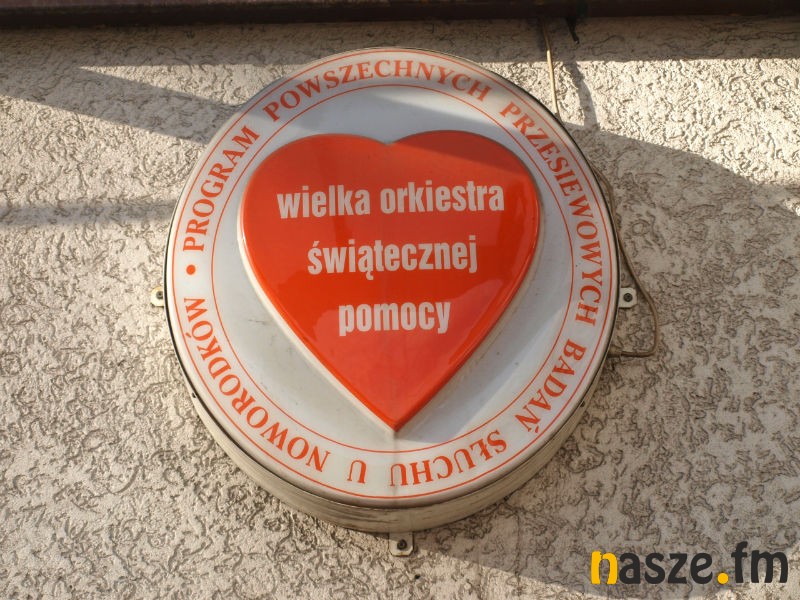 • PROGRAM POWSZECHNYCH PRZESIEWOWYCH BADAŃ SŁUCHU U NOWORODKÓW
wielka orkiestra
świątecznej
pomocy
nasze.fm